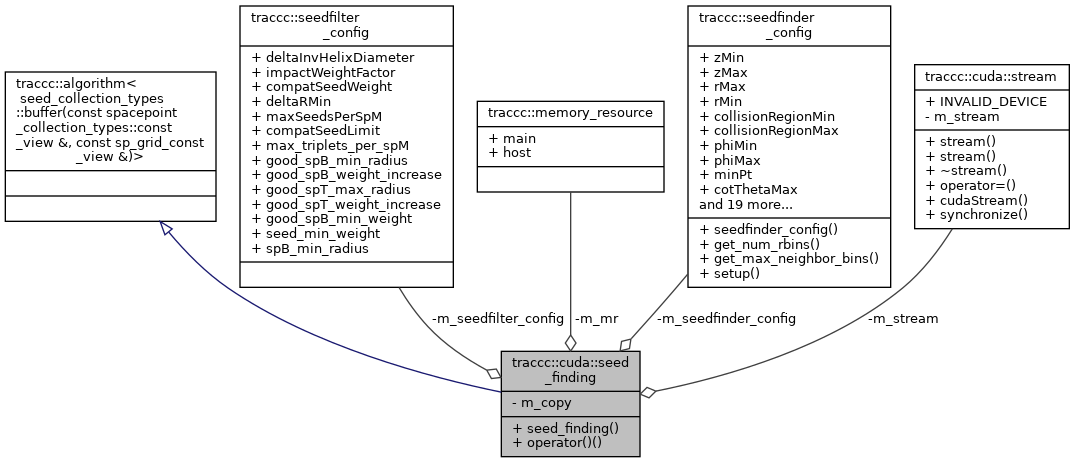 traccc::seedfilter
_config
+ deltaInvHelixDiameter
+ impactWeightFactor
+ compatSeedWeight
+ deltaRMin
+ maxSeedsPerSpM
+ compatSeedLimit
+ max_triplets_per_spM
+ good_spB_min_radius
+ good_spB_weight_increase
+ good_spT_max_radius
+ good_spT_weight_increase
+ good_spB_min_weight
+ seed_min_weight
+ spB_min_radius
traccc::seedfinder
_config
+ zMin
+ zMax
+ rMax
+ rMin
+ collisionRegionMin
+ collisionRegionMax
+ phiMin
+ phiMax
+ minPt
+ cotThetaMax
and 19 more...
+ seedfinder_config()
+ get_num_rbins()
+ get_max_neighbor_bins()
+ setup()
traccc::algorithm<
seed_collection_types
::buffer(const spacepoint
_collection_types::const
_view &, const sp_grid_const
_view &)>
traccc::memory_resource
+ main
+ host
traccc::cuda::stream
+ INVALID_DEVICE
- m_stream
+ stream()
+ stream()
+ ~stream()
+ operator=()
+ cudaStream()
+ synchronize()
-m_seedfilter_config
-m_mr
-m_seedfinder_config
-m_stream
traccc::cuda::seed
_finding
- m_copy
+ seed_finding()
+ operator()()